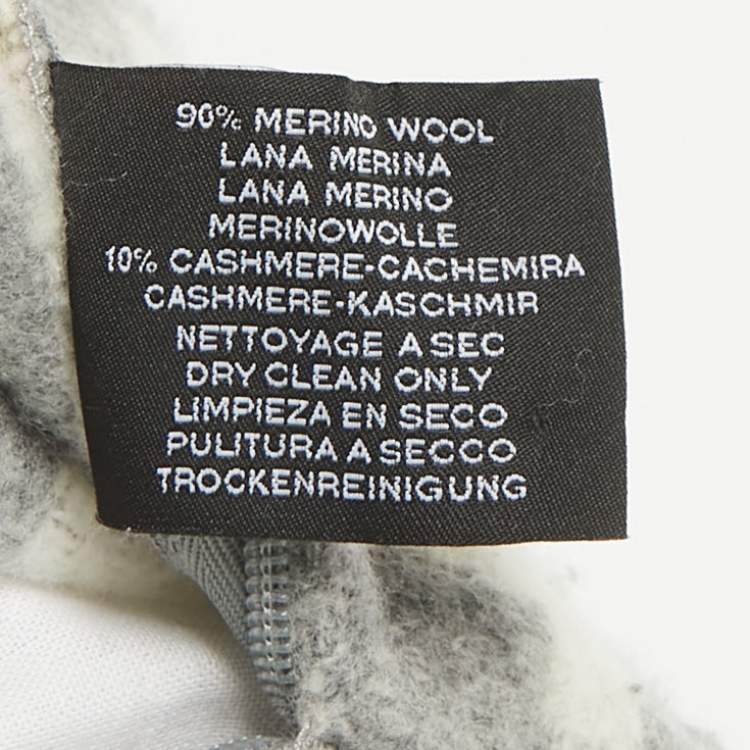 90% MERINO WOOL
LANA MERINA
LANA MERINO
MERINOWOLLE
10% CASHMERE-CACHEMIRA
CASHMERE-KASCHMIR
NETTOYAGE A SEC
DRY CLEAN ONLY
LIMPIEZA EN SECO
PULITURA A SECCO
TROCKENREINIGUNG